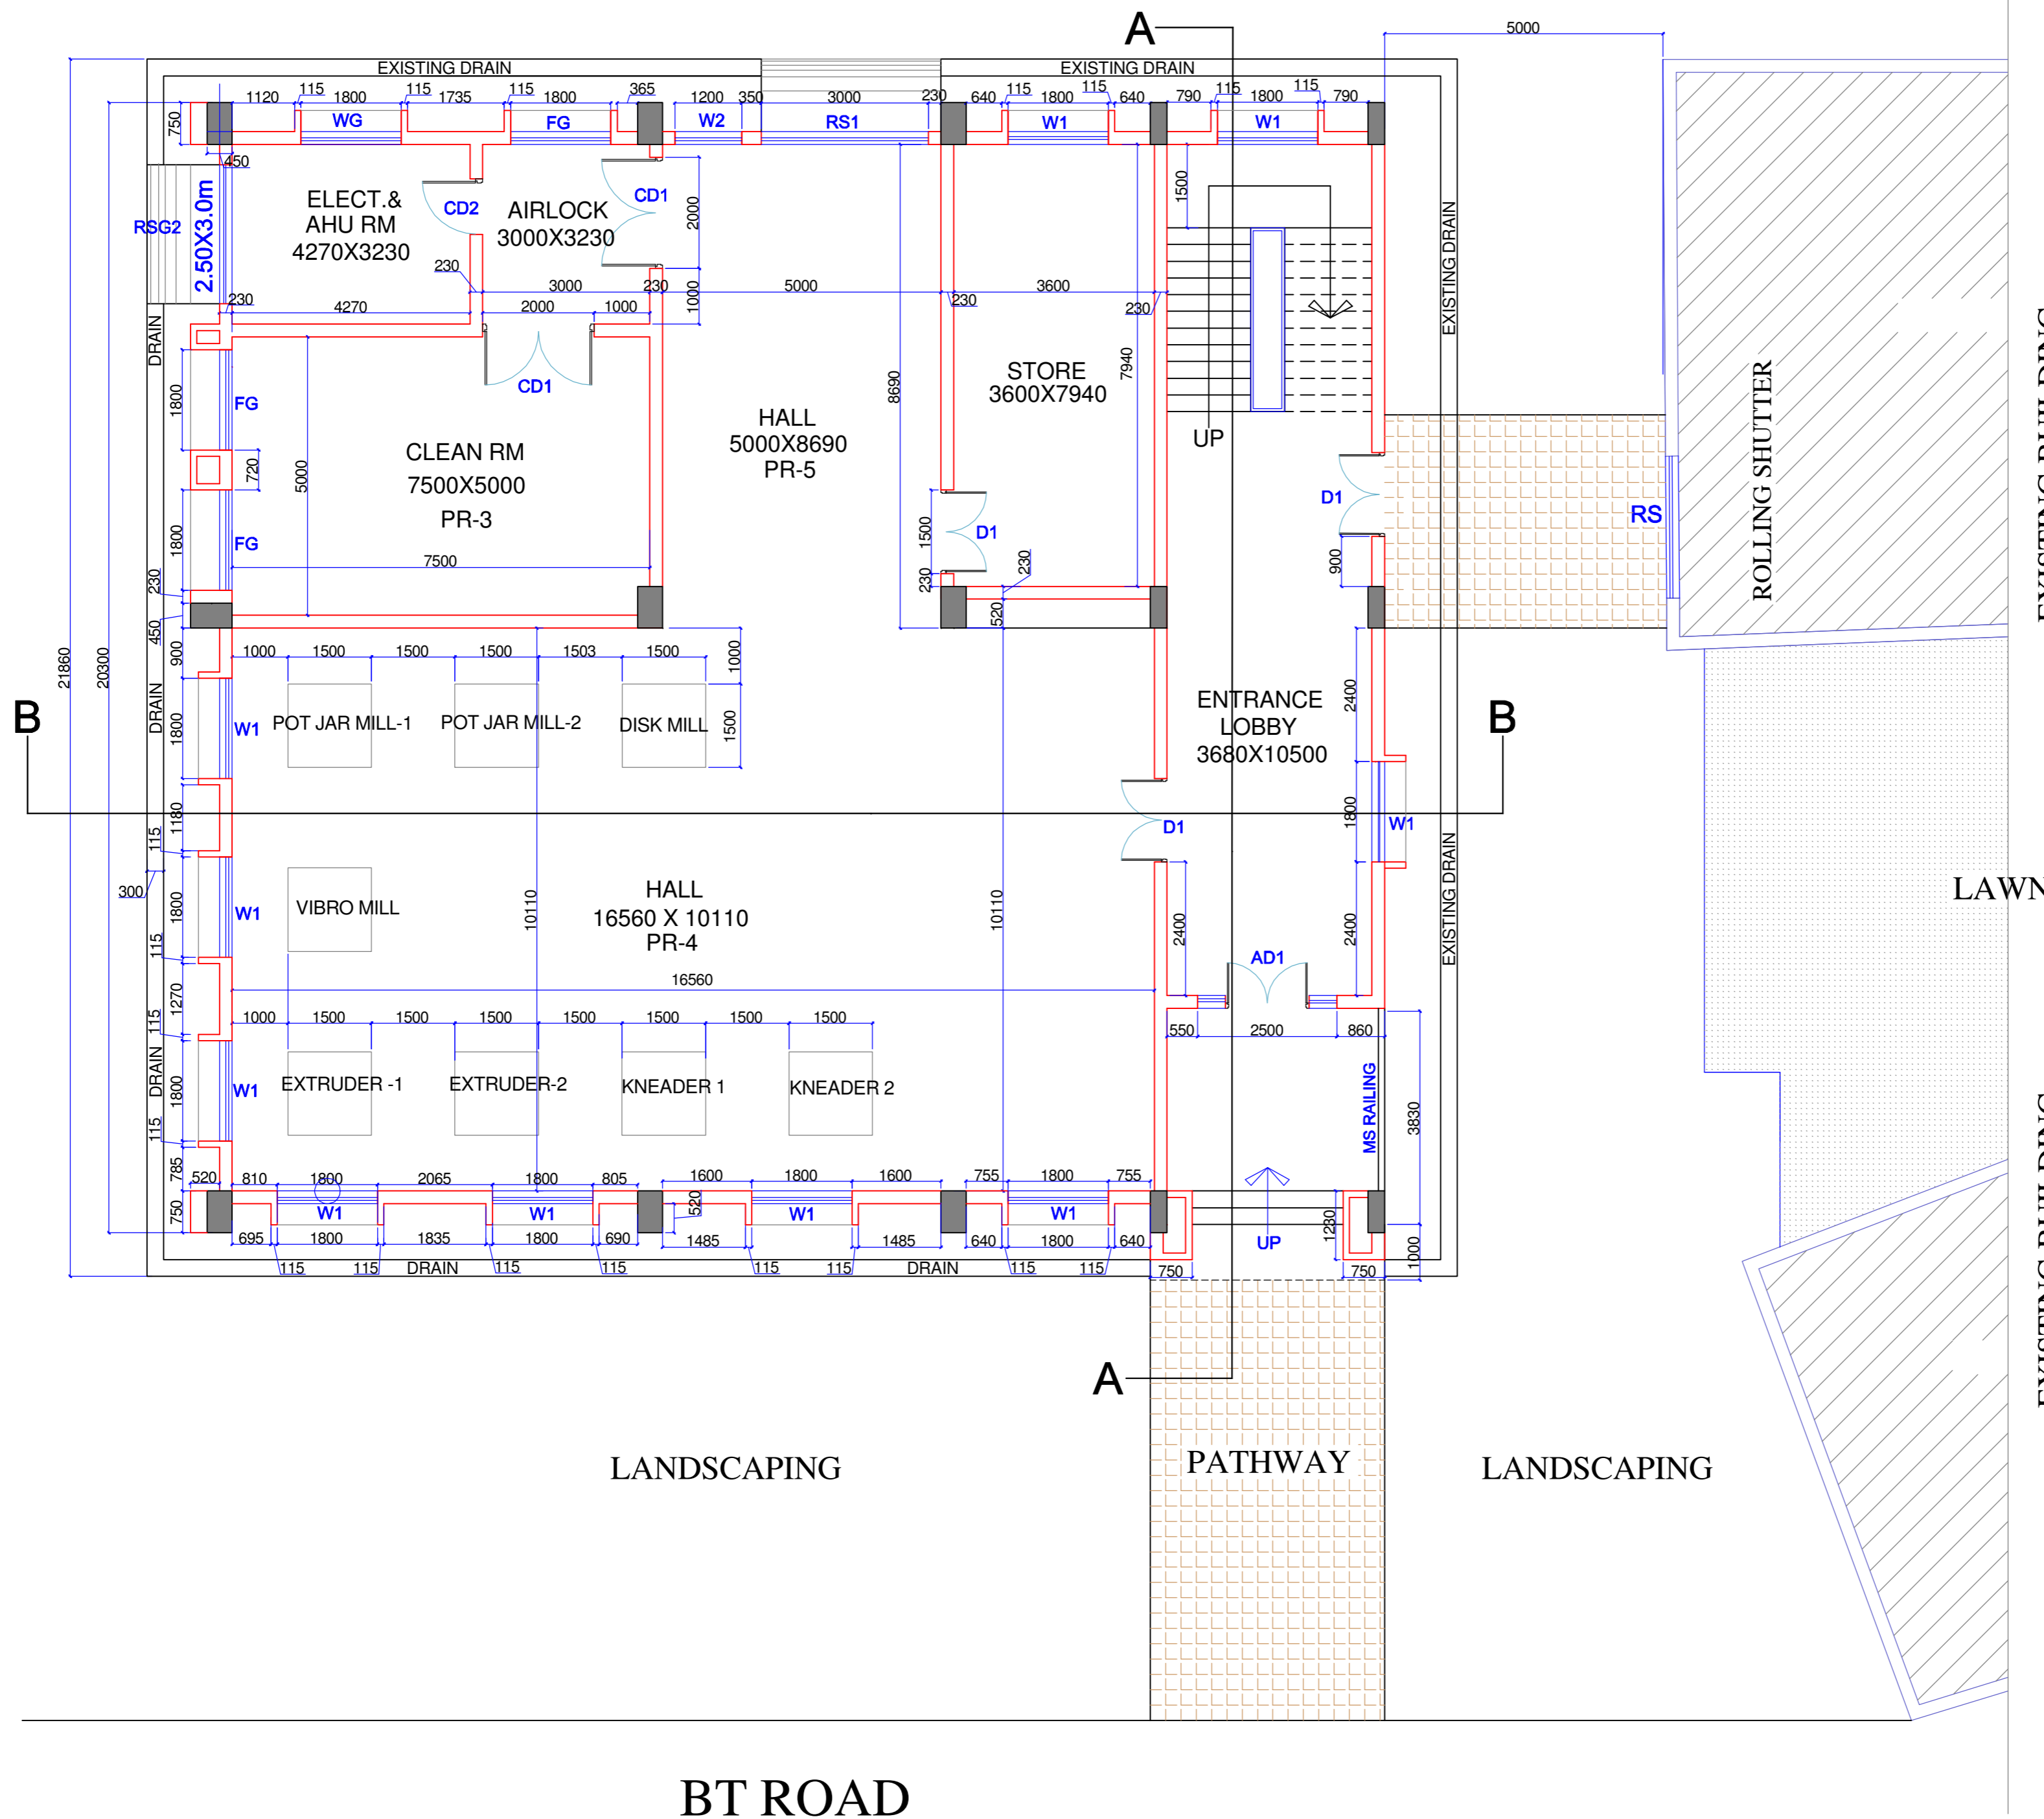 A
5000
EXISTING DRAIN
EXISTING DRAIN
1120
115
1800
115
1735
115
1800
365
1200
350
3000
230
640
115
1800
115
640
790
115
1800
115
790
750
WG
FG
W2
RS1
W1
W1
450
RSG2
2.50X3.0m
ELECT.&
AHU RM
4270X3230
CD2
AIRLOCK
3000X3230
CD1
2000
1500
EXISTING DRAIN
230
3000
230
5000
230
3600
230
1000
230
4270
2000
1000
DRAIN
CD1
1800
FG
8690
STORE
3600X7940
7940
ROLLING SHUTTER
HALL
5000X8690
PR-5
UP
CLEAN RM
7500X5000
PR-3
5000
720
1800
FG
7500
230
450
1500
D1
230
230
520
D1
900
RS
21860
20300
900
1000
1500
1500
1500
1503
1500
1000
2400
B
DRAIN
1800
W1
POT JAR MILL-1
POT JAR MILL-2
DISK MILL
1500
ENTRANCE
LOBBY
3680X10500
B
1180
115
D1
1800
W1
300
1800
W1
VIBRO MILL
10110
HALL
16560 X 10110
PR-4
10110
2400
2400
EXISTING DRAIN
LAWN
115
AD1
16560
1270
115
1000
1500
1500
1500
1500
1500
1500
1500
550
2500
860
DRAIN
1800
W1
EXTRUDER -1
EXTRUDER-2
KNEADER 1
KNEADER 2
MS RAILING
3830
115
785
520
810
1800
2065
1800
805
1600
1800
1600
755
1800
755
750
W1
W1
520
W1
W1
1230
UP
1000
695
1800
1835
1800
690
1485
1485
640
1800
640
115
115
DRAIN
115
115
115
115
DRAIN
115
115
750
750
A
LANDSCAPING
PATHWAY
LANDSCAPING
BT ROAD